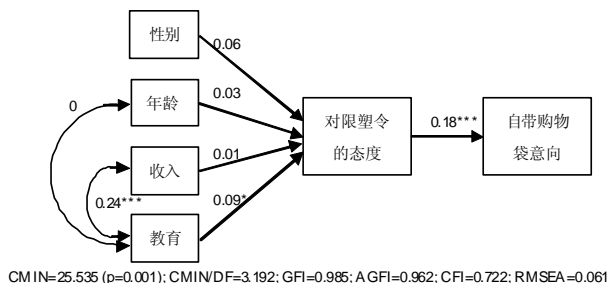 性别
0.06
0
年龄
0.03
对限塑令
的态度
0.18***
自带购物
袋意向
收入
0.01
0.24***
0.09*
教育
CMIN=25.535 (p=0.001); CMIN/DF=3.192; GFI=0.985; AGFI=0.962; CFI=0.722; RMSEA=0.061